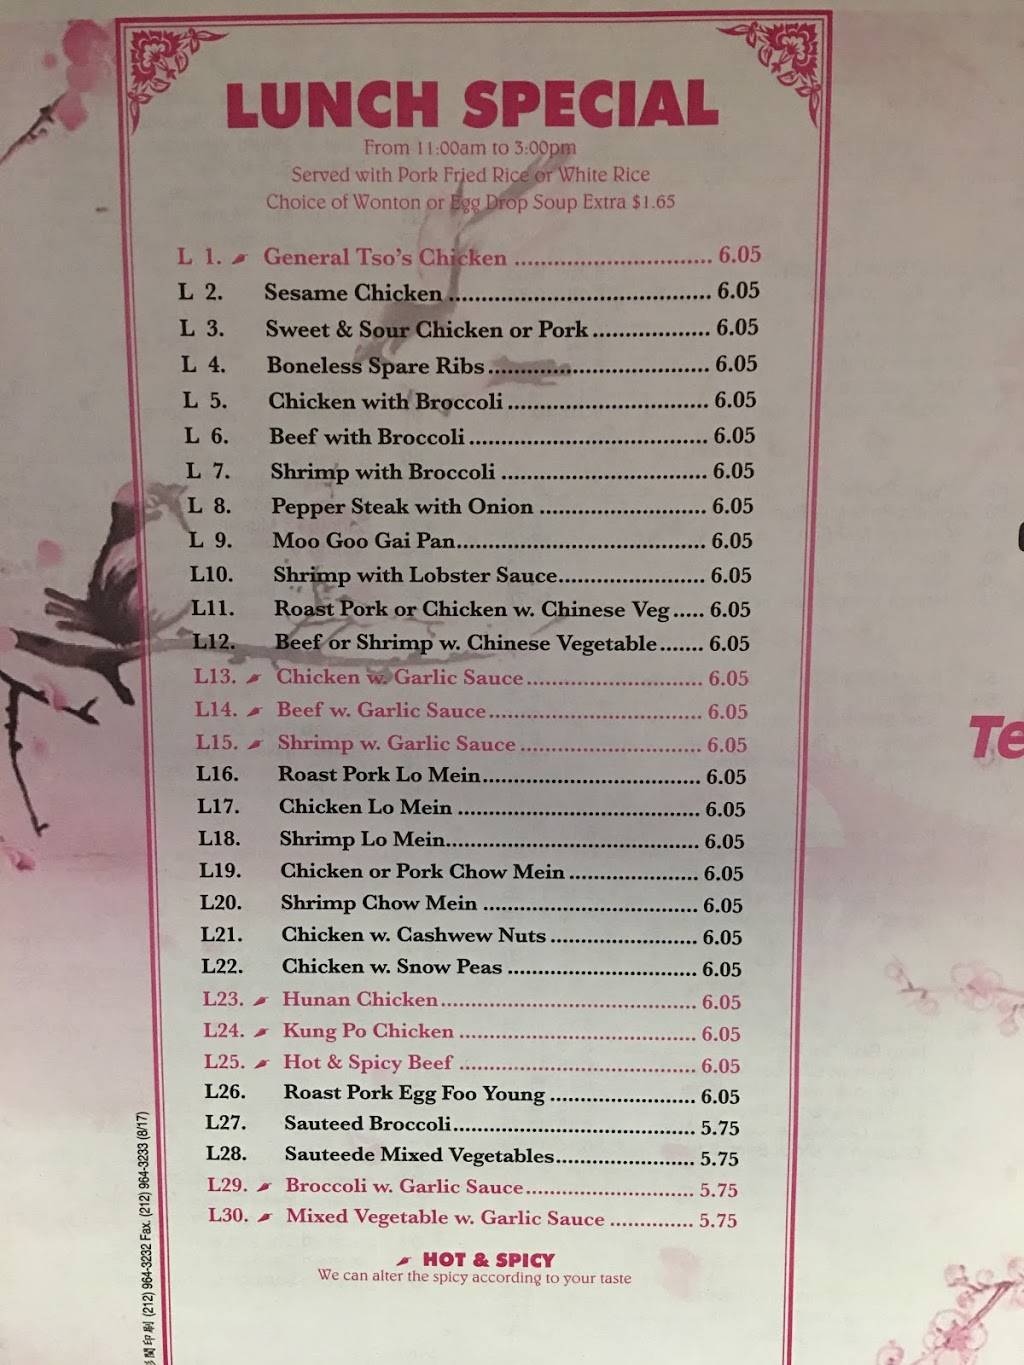 LUNCH SPECIAL
From 11:00am to 3:00pm
Served with Pork Fried Rice or White Rice
Choice of Wonton or Egg Drop Soup Extra $1.65
L 1. General Tso's Chicken ............................... 6.05
L 2. Sesame Chicken ........................................ 6.05
L 3. Sweet & Sour Chicken or Pork .................. 6.05
L 4. Boneless Spare Ribs .................................. 6.05
L 5. Chicken with Broccoli ............................... 6.05
L 6. Beef with Broccoli ..................................... 6.05
L 7. Shrimp with Broccoli ................................ 6.05
L 8. Pepper Steak with Onion .......................... 6.05
L 9. Moo Goo Gai Pan...................................... 6.05
L10. Shrimp with Lobster Sauce....................... 6.05
L11. Roast Pork or Chicken w. Chinese Veg..... 6.05
L12. Beef or Shrimp w. Chinese Vegetable....... 6.05
L13. Chicken w. Garlic Sauce........................... 6.05
L14. Beef w. Garlic Sauce................................. 6.05
L15. Shrimp w. Garlic Sauce ............................ 6.05
L16. Roast Pork Lo Mein.................................. 6.05
L17. Chicken Lo Mein ...................................... 6.05
L18. Shrimp Lo Mein........................................ 6.05
L19. Chicken or Pork Chow Mein .................... 6.05
L20. Shrimp Chow Mein .................................. 6.05
L21. Chicken w. Cashwew Nuts ....................... 6.05
L22. Chicken w. Snow Peas .............................. 6.05
L23. Hunan Chicken......................................... 6.05
L24. Kung Po Chicken ...................................... 6.05
L25. Hot & Spicy Beef ...................................... 6.05
L26. Roast Pork Egg Foo Young ....................... 6.05
L27. Sauteed Broccoli....................................... 5.75
L28. Sauteede Mixed Vegetables...................... 5.75
L29. Broccoli w. Garlic Sauce........................... 5.75
L30. Mixed Vegetable w. Garlic Sauce .............. 5.75
HOT & SPICY
We can alter the spicy according to your taste
印刷 (212) 964-3232 Fax. (212) 964-3233 (8/17)
Te